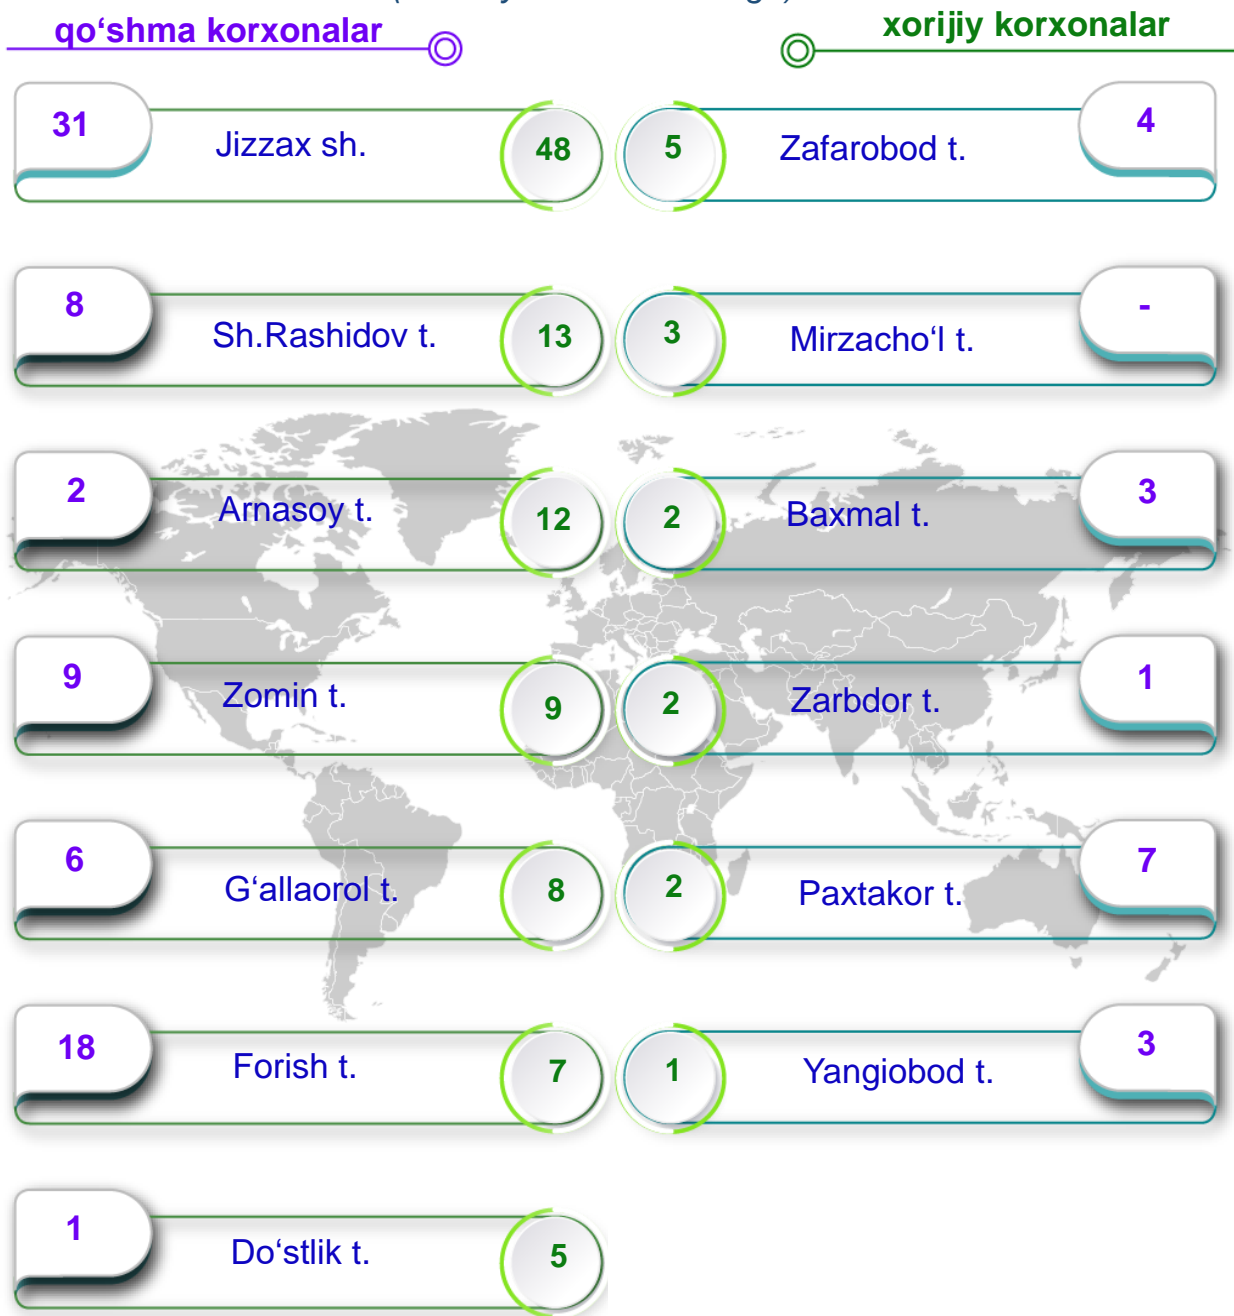 qo‘shma korxonalar
xorijiy korxonalar
31 Jizzax sh. 48
5 Zafarobod t. 4
8 Sh.Rashidov t. 13
3 Mirzacho‘l t. -
2 Arnasoy t. 12
2 Baxmal t. 3
9 Zomin t. 9
2 Zarbdor t. 1
6 G‘allaorol t. 8
2 Paxtakor t. 7
18 Forish t. 7
1 Yangiobod t. 3
1 Do‘stlik t. 5